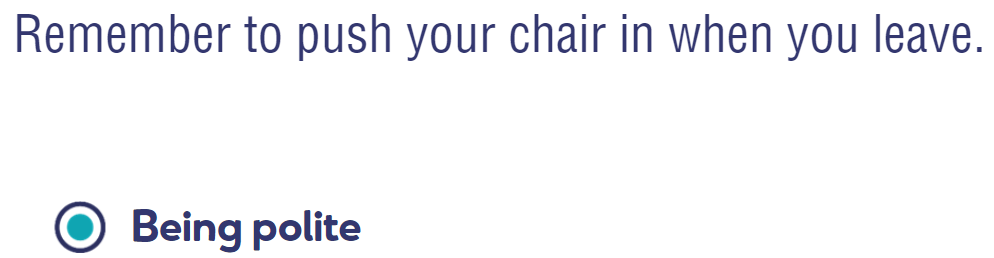 Remember to push your chair in when you leave.
Being polite